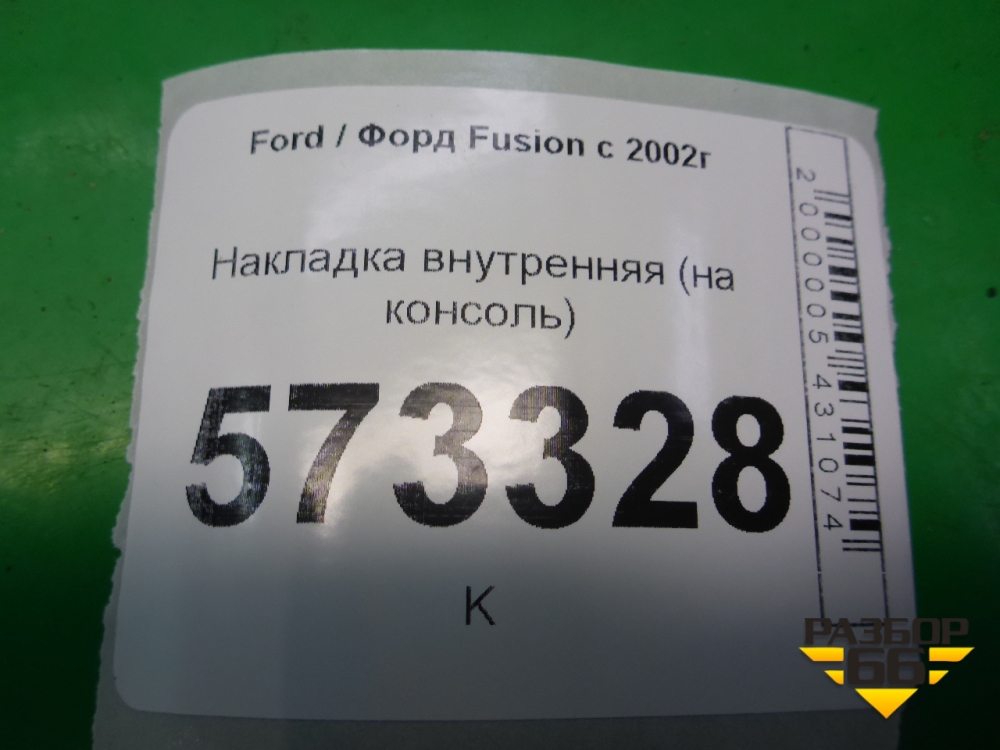 Ford / Форд Fusion с 2002г
Накладка внутренняя (на
консоль)
573328
К
2000005431074
РАЗБОР
66